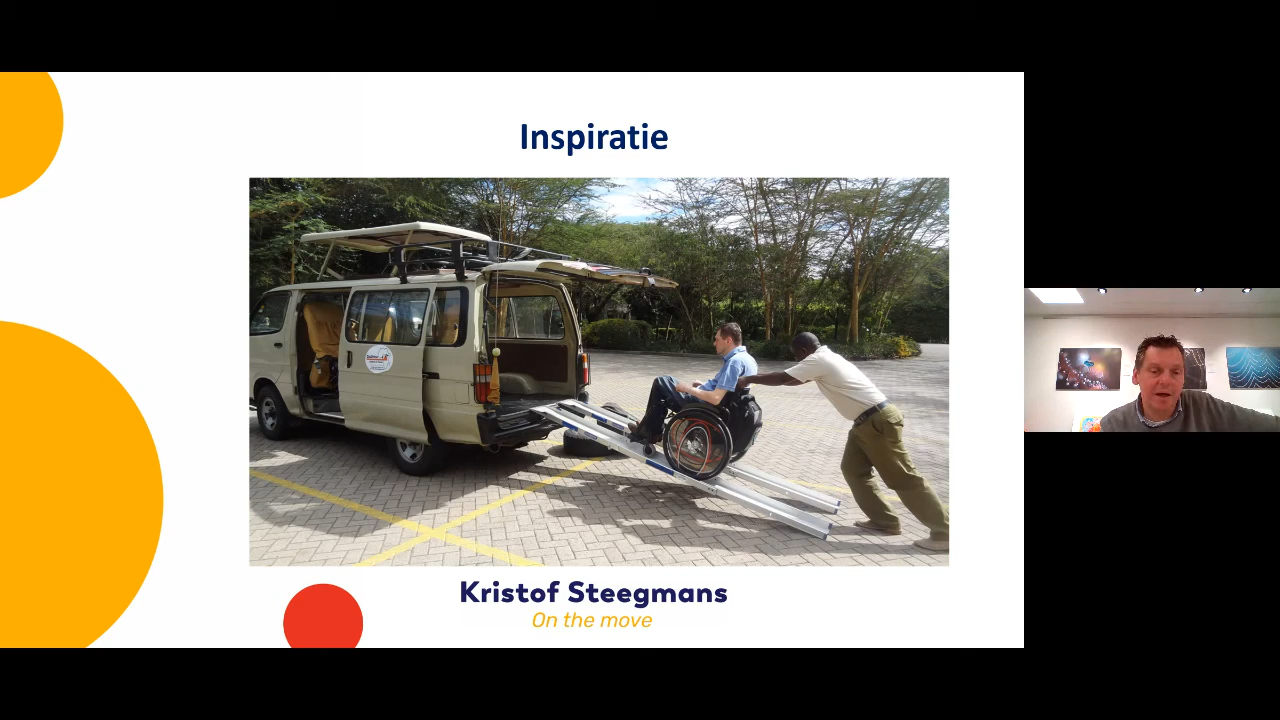 Inspiratie
Kristof Steegmans
On the move